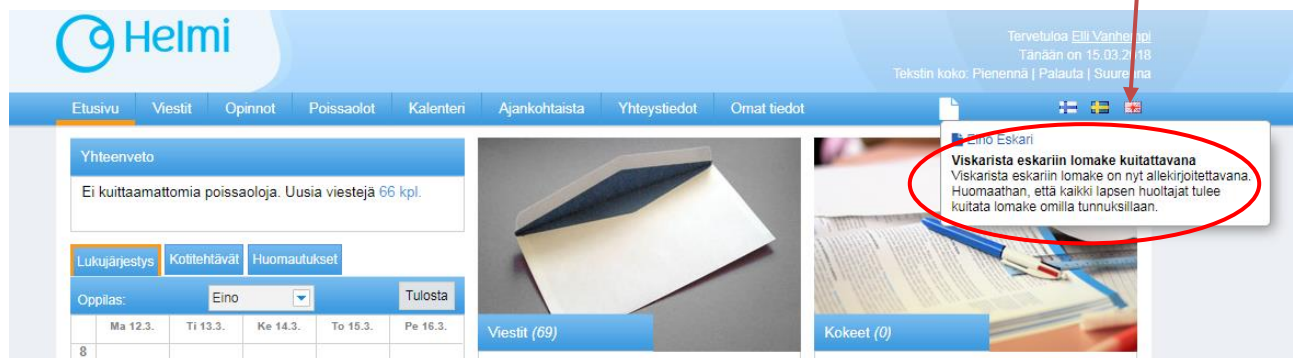 Helmi
Tervetuloa Elli Vanhempi
Tänään on 15.03.2018
Tekstin koko: Pienennä | Palauta | Suurenna
Etusivu Viestit Opinnot Poissaolot Kalenteri Ajankohtaista Yhteystiedot Omat tiedot
Eino Eskari
Viskarista eskariin lomake kuitattavana
Viskarista eskariin lomake on nyt allekirjoitettavana.
Huomaathan, että kaikki lapsen huoltajat tulee
kuitata lomake omilla tunnuksillaan.
Yhteenveto
Ei kuittaamattomia poissaoloja. Uusia viestejä 66 kpl.
Lukujärjestys Kotitehtävät Huomautukset
Oppilas: Eino Tulosta
Ma 12.3. Ti 13.3. Ke 14.3. To 15.3. Pe 16.3.
8
Viestit (69)
Kokeet (0)